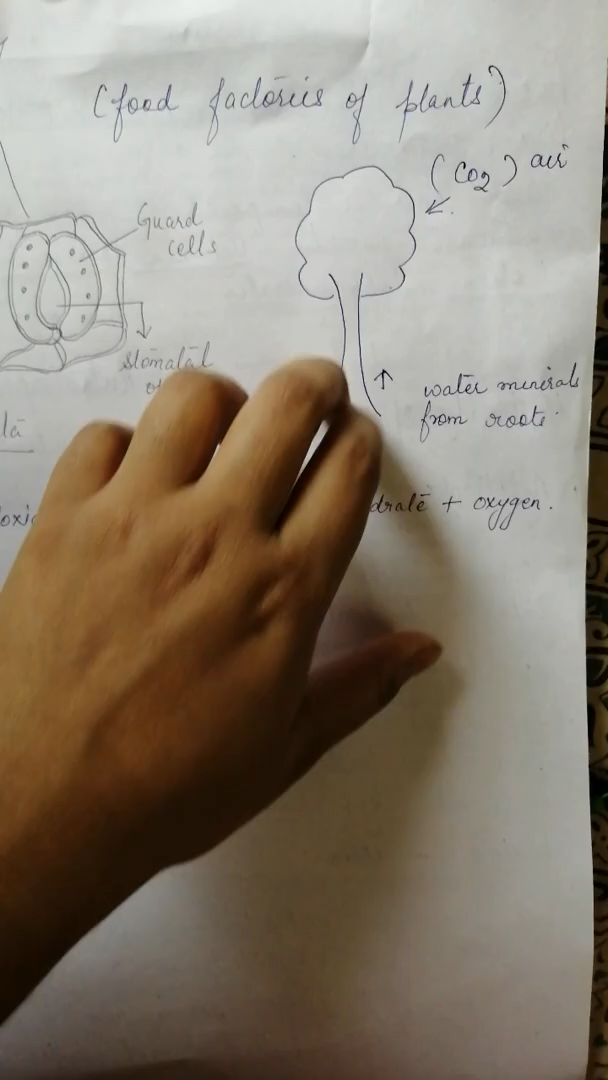 (food factories of plants)
(CO2) air
Guard
cells
stomatal
water minerals
from roots.
+ oxygen.